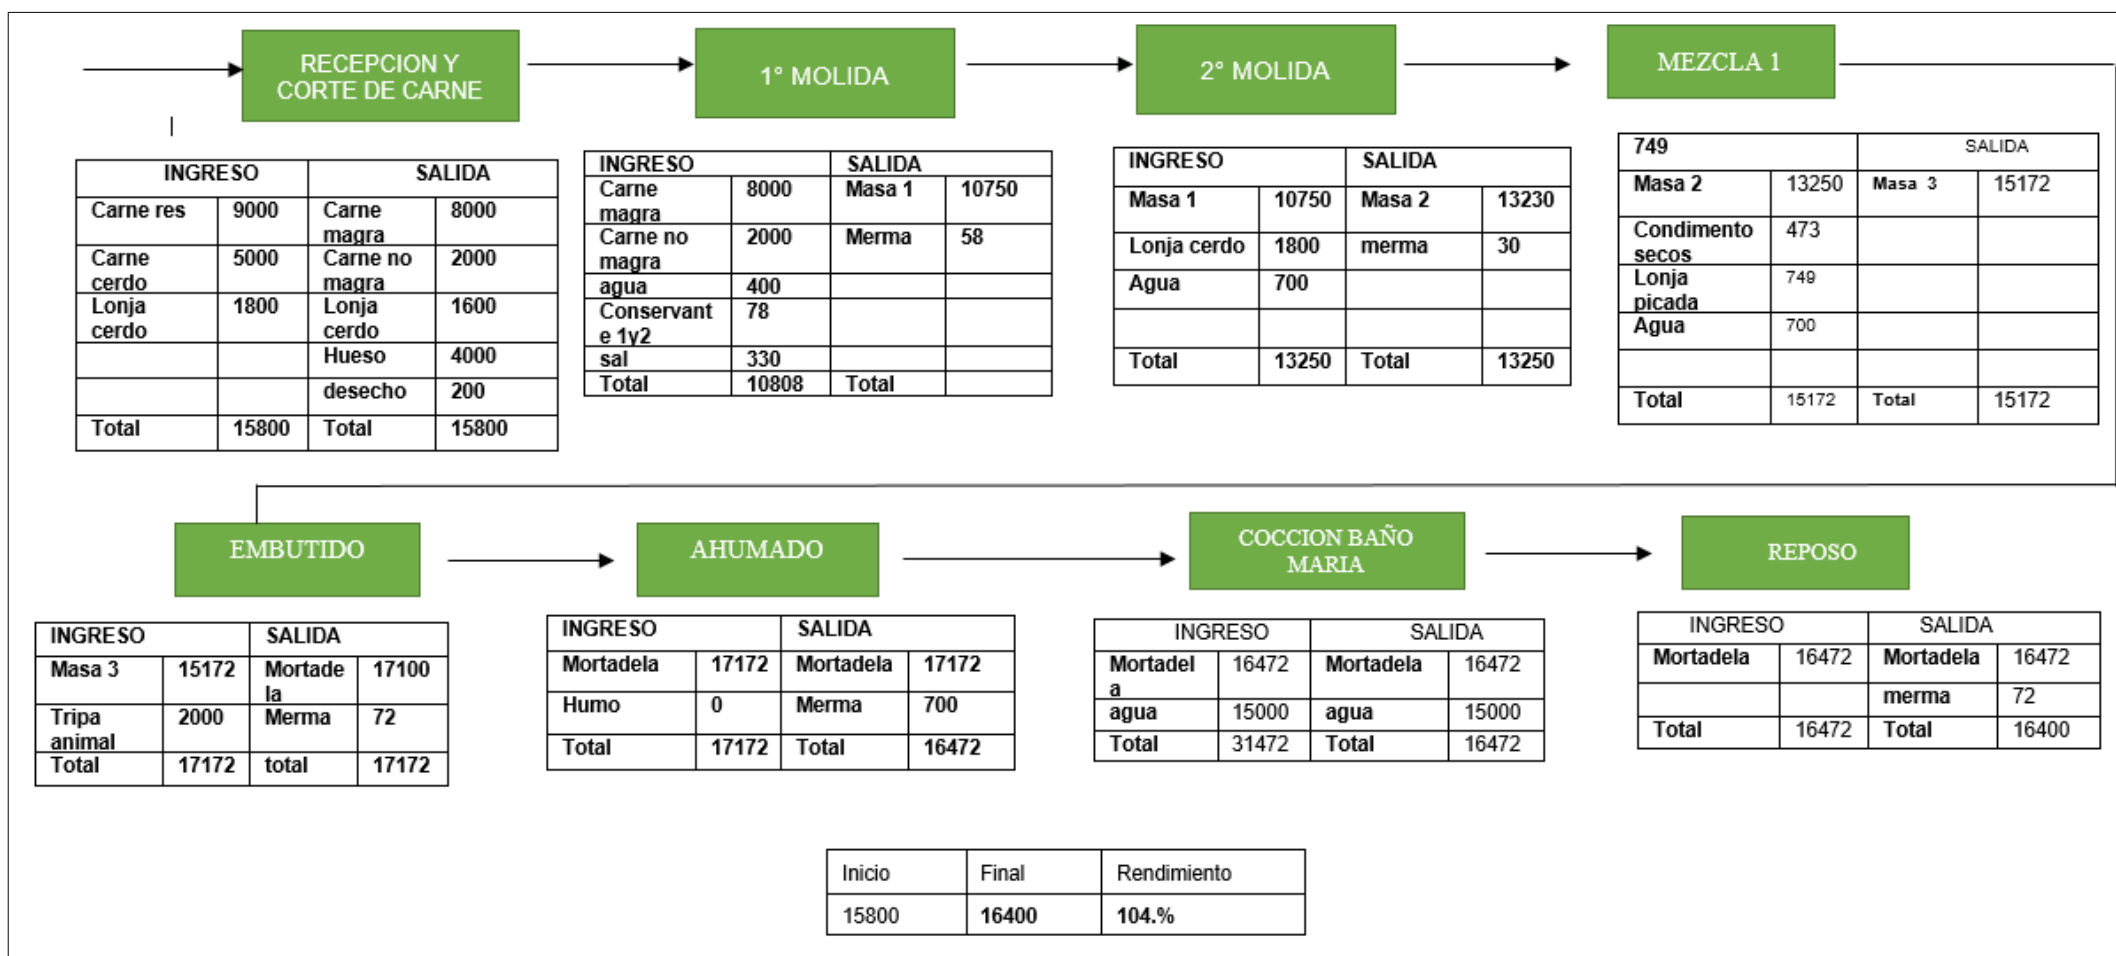 RECEPCION Y
CORTE DE CARNE
1° MOLIDA
2° MOLIDA
MEZCLA 1
INGRESO SALIDA
Carne res 9000 Carne magra 8000
Carne cerdo 5000 Carne no magra 2000
Lonja cerdo 1800 Lonja cerdo 1600
Hueso 4000
desecho 200
Total 15800 Total 15800
INGRESO SALIDA
Carne magra 8000 Masa 1 10750
Carne no magra 2000 Merma 58
agua 400
Conservant e 1y2 78
sal 330
Total 10808 Total
INGRESO SALIDA
Masa 1 10750 Masa 2 13230
Lonja cerdo 1800 merma 30
Agua 700
Total 13250 Total 13250
749 SALIDA
Masa 2 13250 Masa 3 15172
Condimento secos 473
Lonja picada 749
Agua 700
Total 15172 Total 15172
EMBUTIDO
AHUMADO
COCCION BAÑO
MARIA
REPOSO
INGRESO SALIDA
Masa 3 15172 Mortade la 17100
Tripa animal 2000 Merma 72
Total 17172 total 17172
INGRESO SALIDA
Mortadela 17172 Mortadela 17172
Humo 0 Merma 700
Total 17172 Total 16472
INGRESO SALIDA
Mortadel a 16472 Mortadela 16472
agua 15000 agua 15000
Total 31472 Total 16472
INGRESO SALIDA
Mortadela 16472 Mortadela 16472
merma 72
Total 16472 Total 16400
Inicio Final Rendimiento
15800 16400 104.%